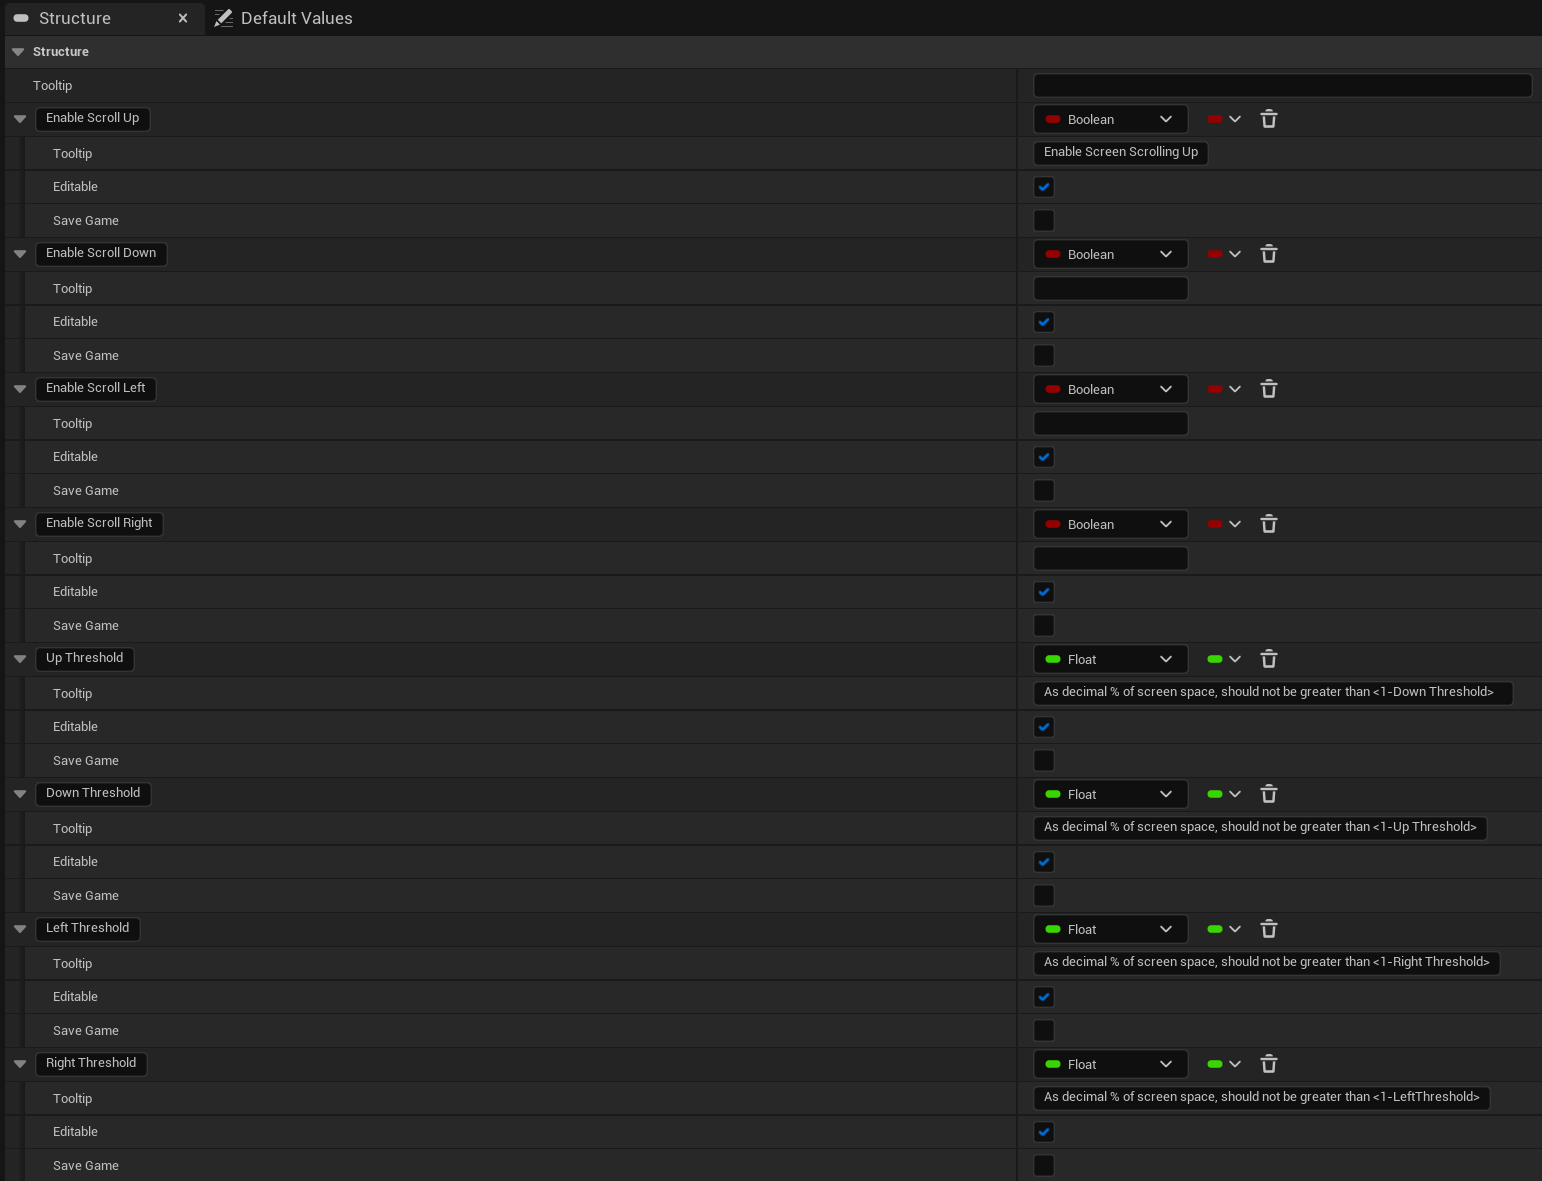 Structure
Default Values
Structure
Tooltip
Enable Scroll Up Boolean
Tooltip Enable Screen Scrolling Up
Editable
Save Game
Enable Scroll Down Boolean
Tooltip
Editable
Save Game
Enable Scroll Left Boolean
Tooltip
Editable
Save Game
Enable Scroll Right Boolean
Tooltip
Editable
Save Game
Up Threshold Float
Tooltip As decimal % of screen space, should not be greater than <1-Down Threshold>
Editable
Save Game
Down Threshold Float
Tooltip As decimal % of screen space, should not be greater than <1-Up Threshold>
Editable
Save Game
Left Threshold Float
Tooltip As decimal % of screen space, should not be greater than <1-Right Threshold>
Editable
Save Game
Right Threshold Float
Tooltip As decimal % of screen space, should not be greater than <1-LeftThreshold>
Editable
Save Game